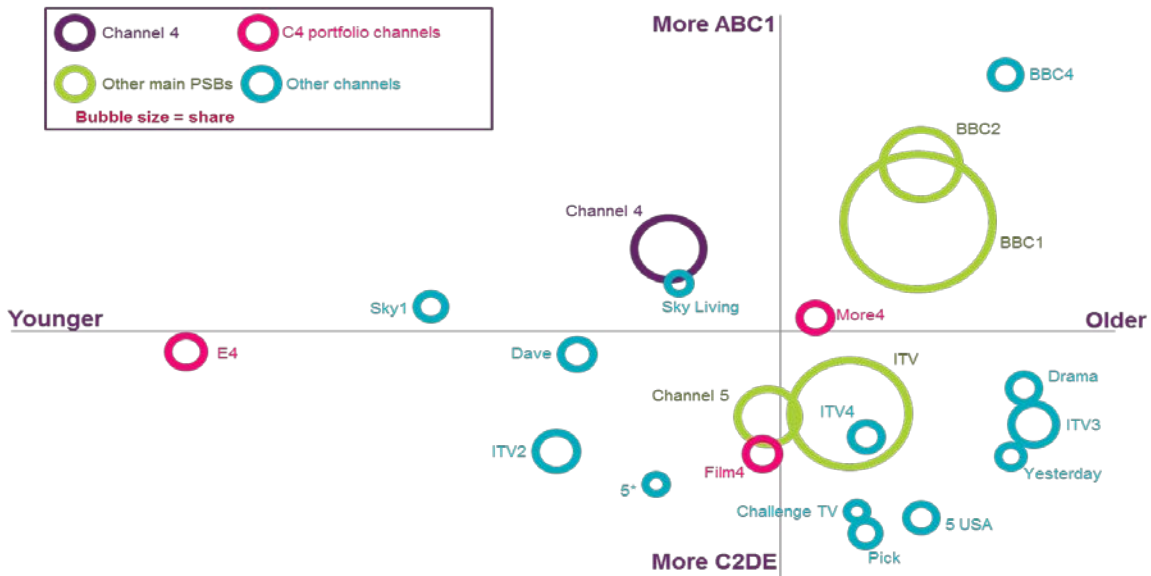 More ABC1
Channel 4
C4 portfolio channels
Other main PSBs
Other channels
Bubble size = share
BBC4
BBC2
Channel 4
BBC1
Sky1
Sky Living
More4
Younger
Older
E4
Dave
ITV
Drama
Channel 5
ITV4
ITV3
ITV2
Film4
Yesterday
5*
Challenge TV
5 USA
Pick
More C2DE